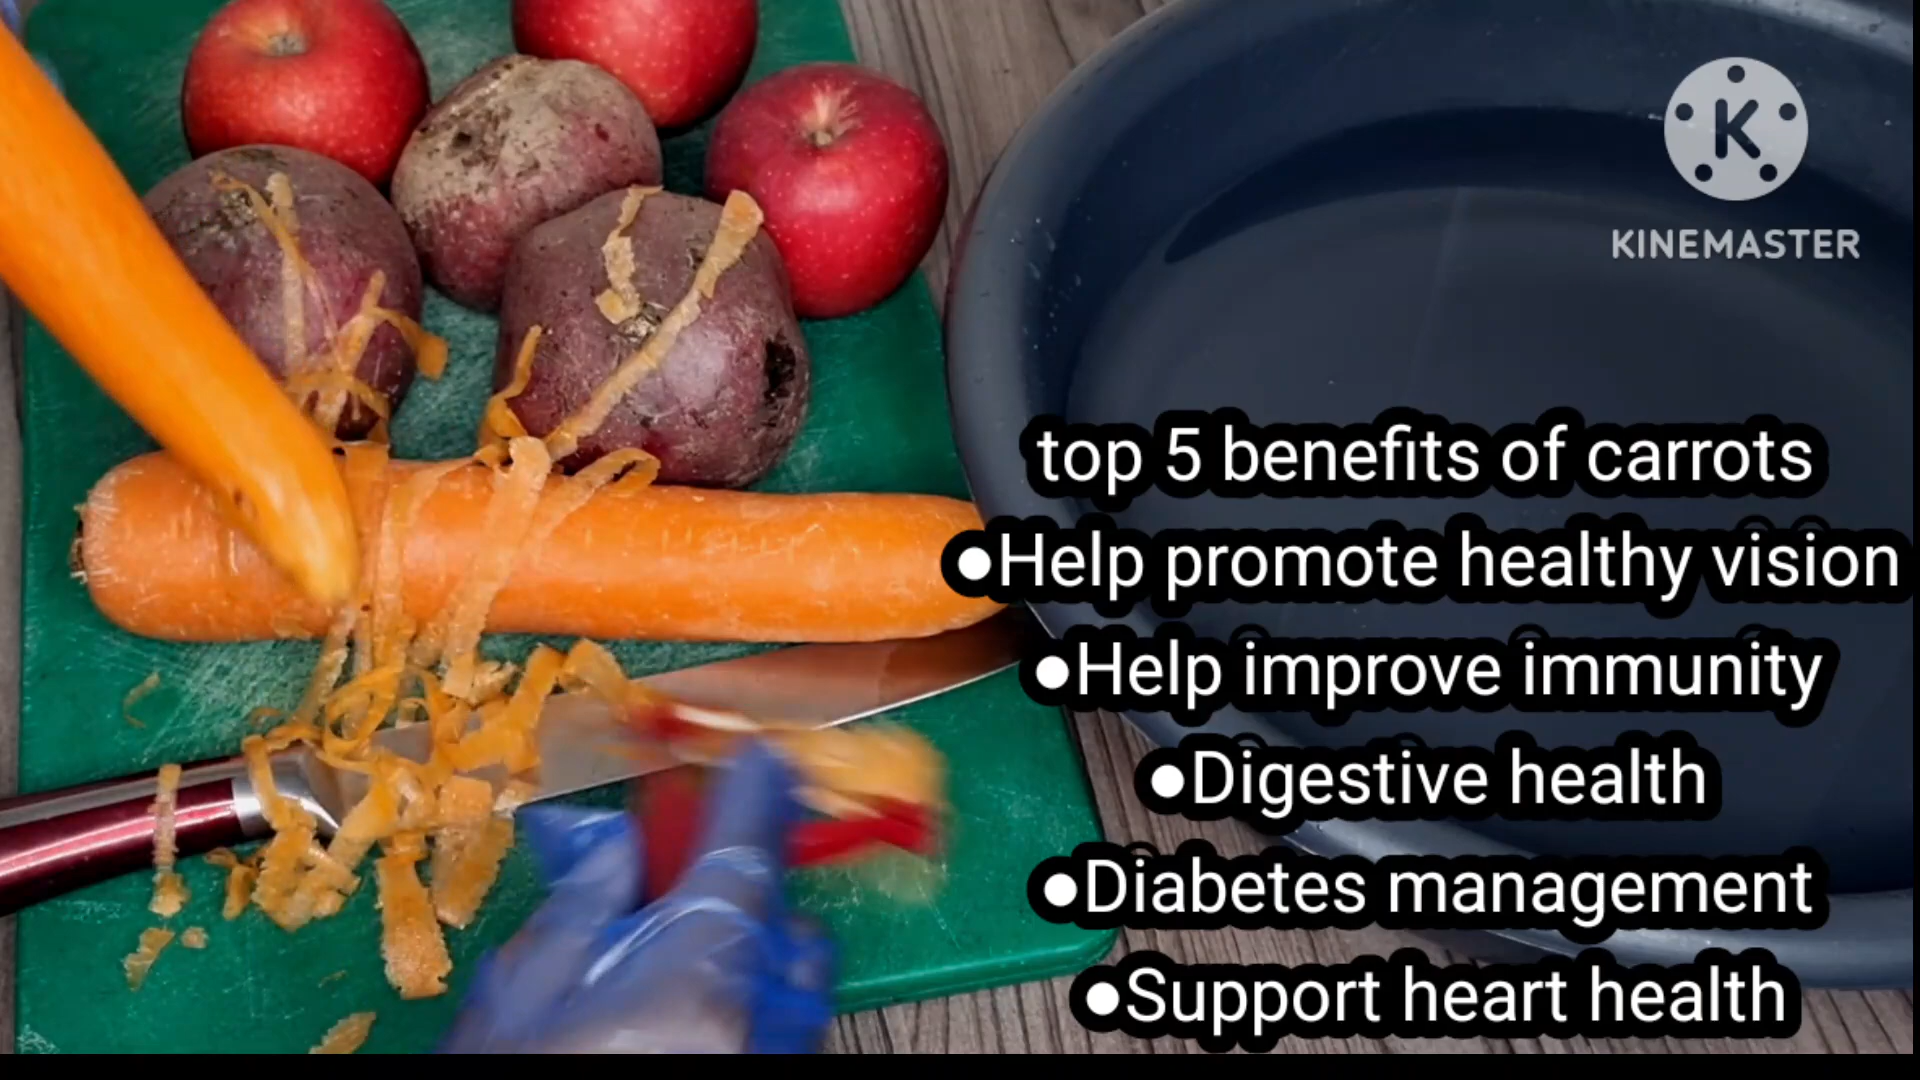 K
KINEMASTER
top 5 benefits of carrots
●Help promote healthy vision
●Help improve immunity
●Digestive health
●Diabetes management
●Support heart health